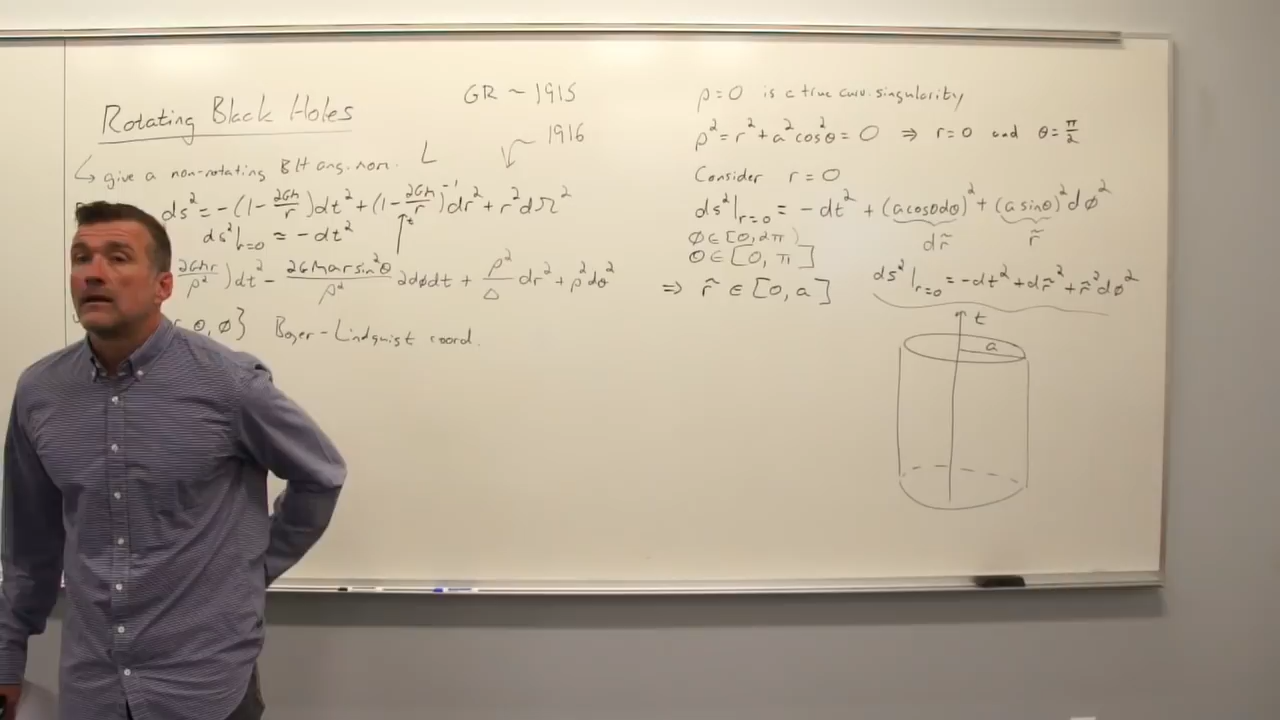 Rotating Black Holes
GR ~ 1915
1916
↳ give a non-rotating BH ang. mom. L
ds² = -(1 - 2GM/r)dt² + (1 - 2GM/r)⁻¹dr² + r²dΩ²
ds²|r=0 ≈ -dt²
2GMr/ρ²)dt² - 2GMar sin²θ/ρ² 2dφdt + ρ²/Δ dr² + ρ²dθ²
r, θ, φ} Boyer-Lindquist coord.
ρ=0 is a true curv. singularity
ρ² = r² + a²cos²θ = 0 ⇒ r=0 and θ=π/2
Consider r=0
ds²|r=0 = -dt² + (a cosθdθ)² + (a sinθ)²dφ²
dr̃ r̃
φ∈[0,2π)
θ∈[0,π]
⇒ r̃ ∈ [0,a] ds²|r=0 = -dt² + dr̃² + r̃²dφ²
t
a